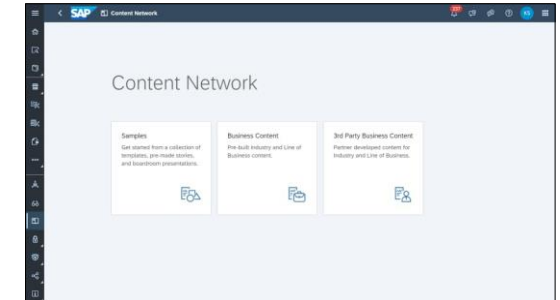 SAP Content Network
237
KS
Content Network
Samples
Get started from a collection of
templates, pre-made stories,
and boardroom presentations.
Business Content
Pre-built Industry and Line of
Business content.
3rd Party Business Content
Partner developed content for
Industry and Line of Business.